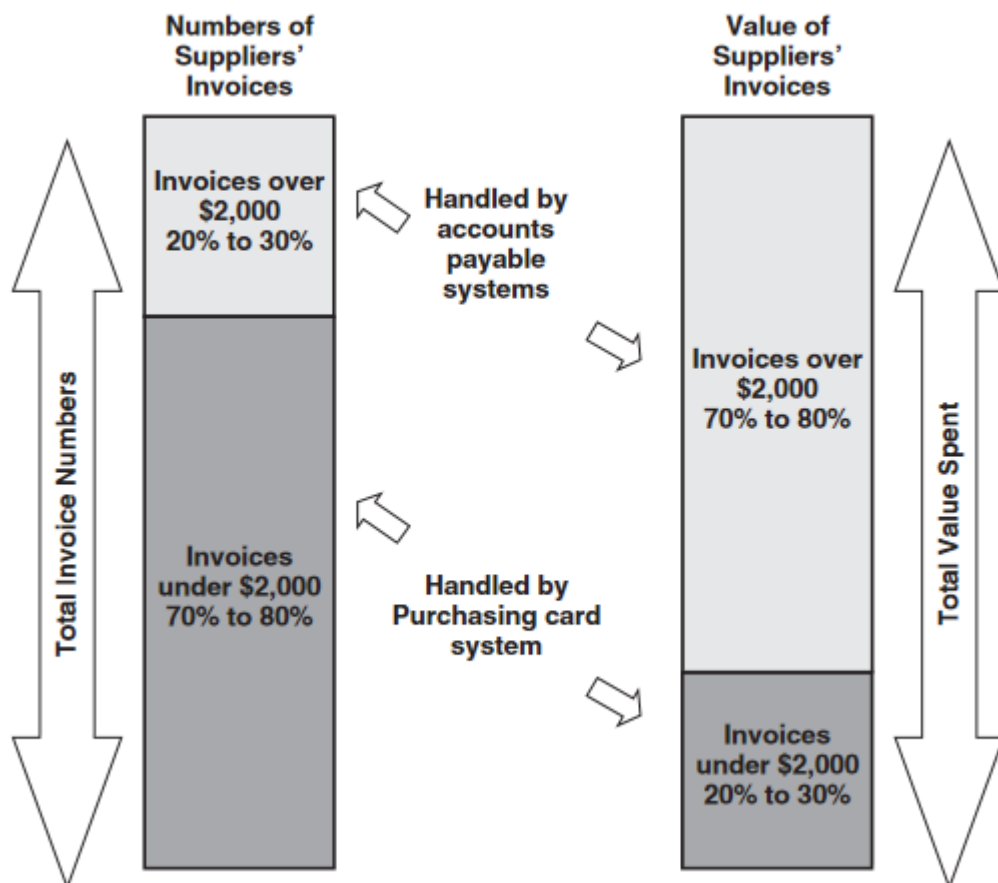 Numbers of
Suppliers'
Invoices
Value of
Suppliers'
Invoices
Invoices over
$2,000
20% to 30%
Handled by
accounts
payable
systems
Invoices over
$2,000
70% to 80%
Total Invoice Numbers
Total Value Spent
Invoices
under $2,000
70% to 80%
Handled by
Purchasing card
system
Invoices
under $2,000
20% to 30%